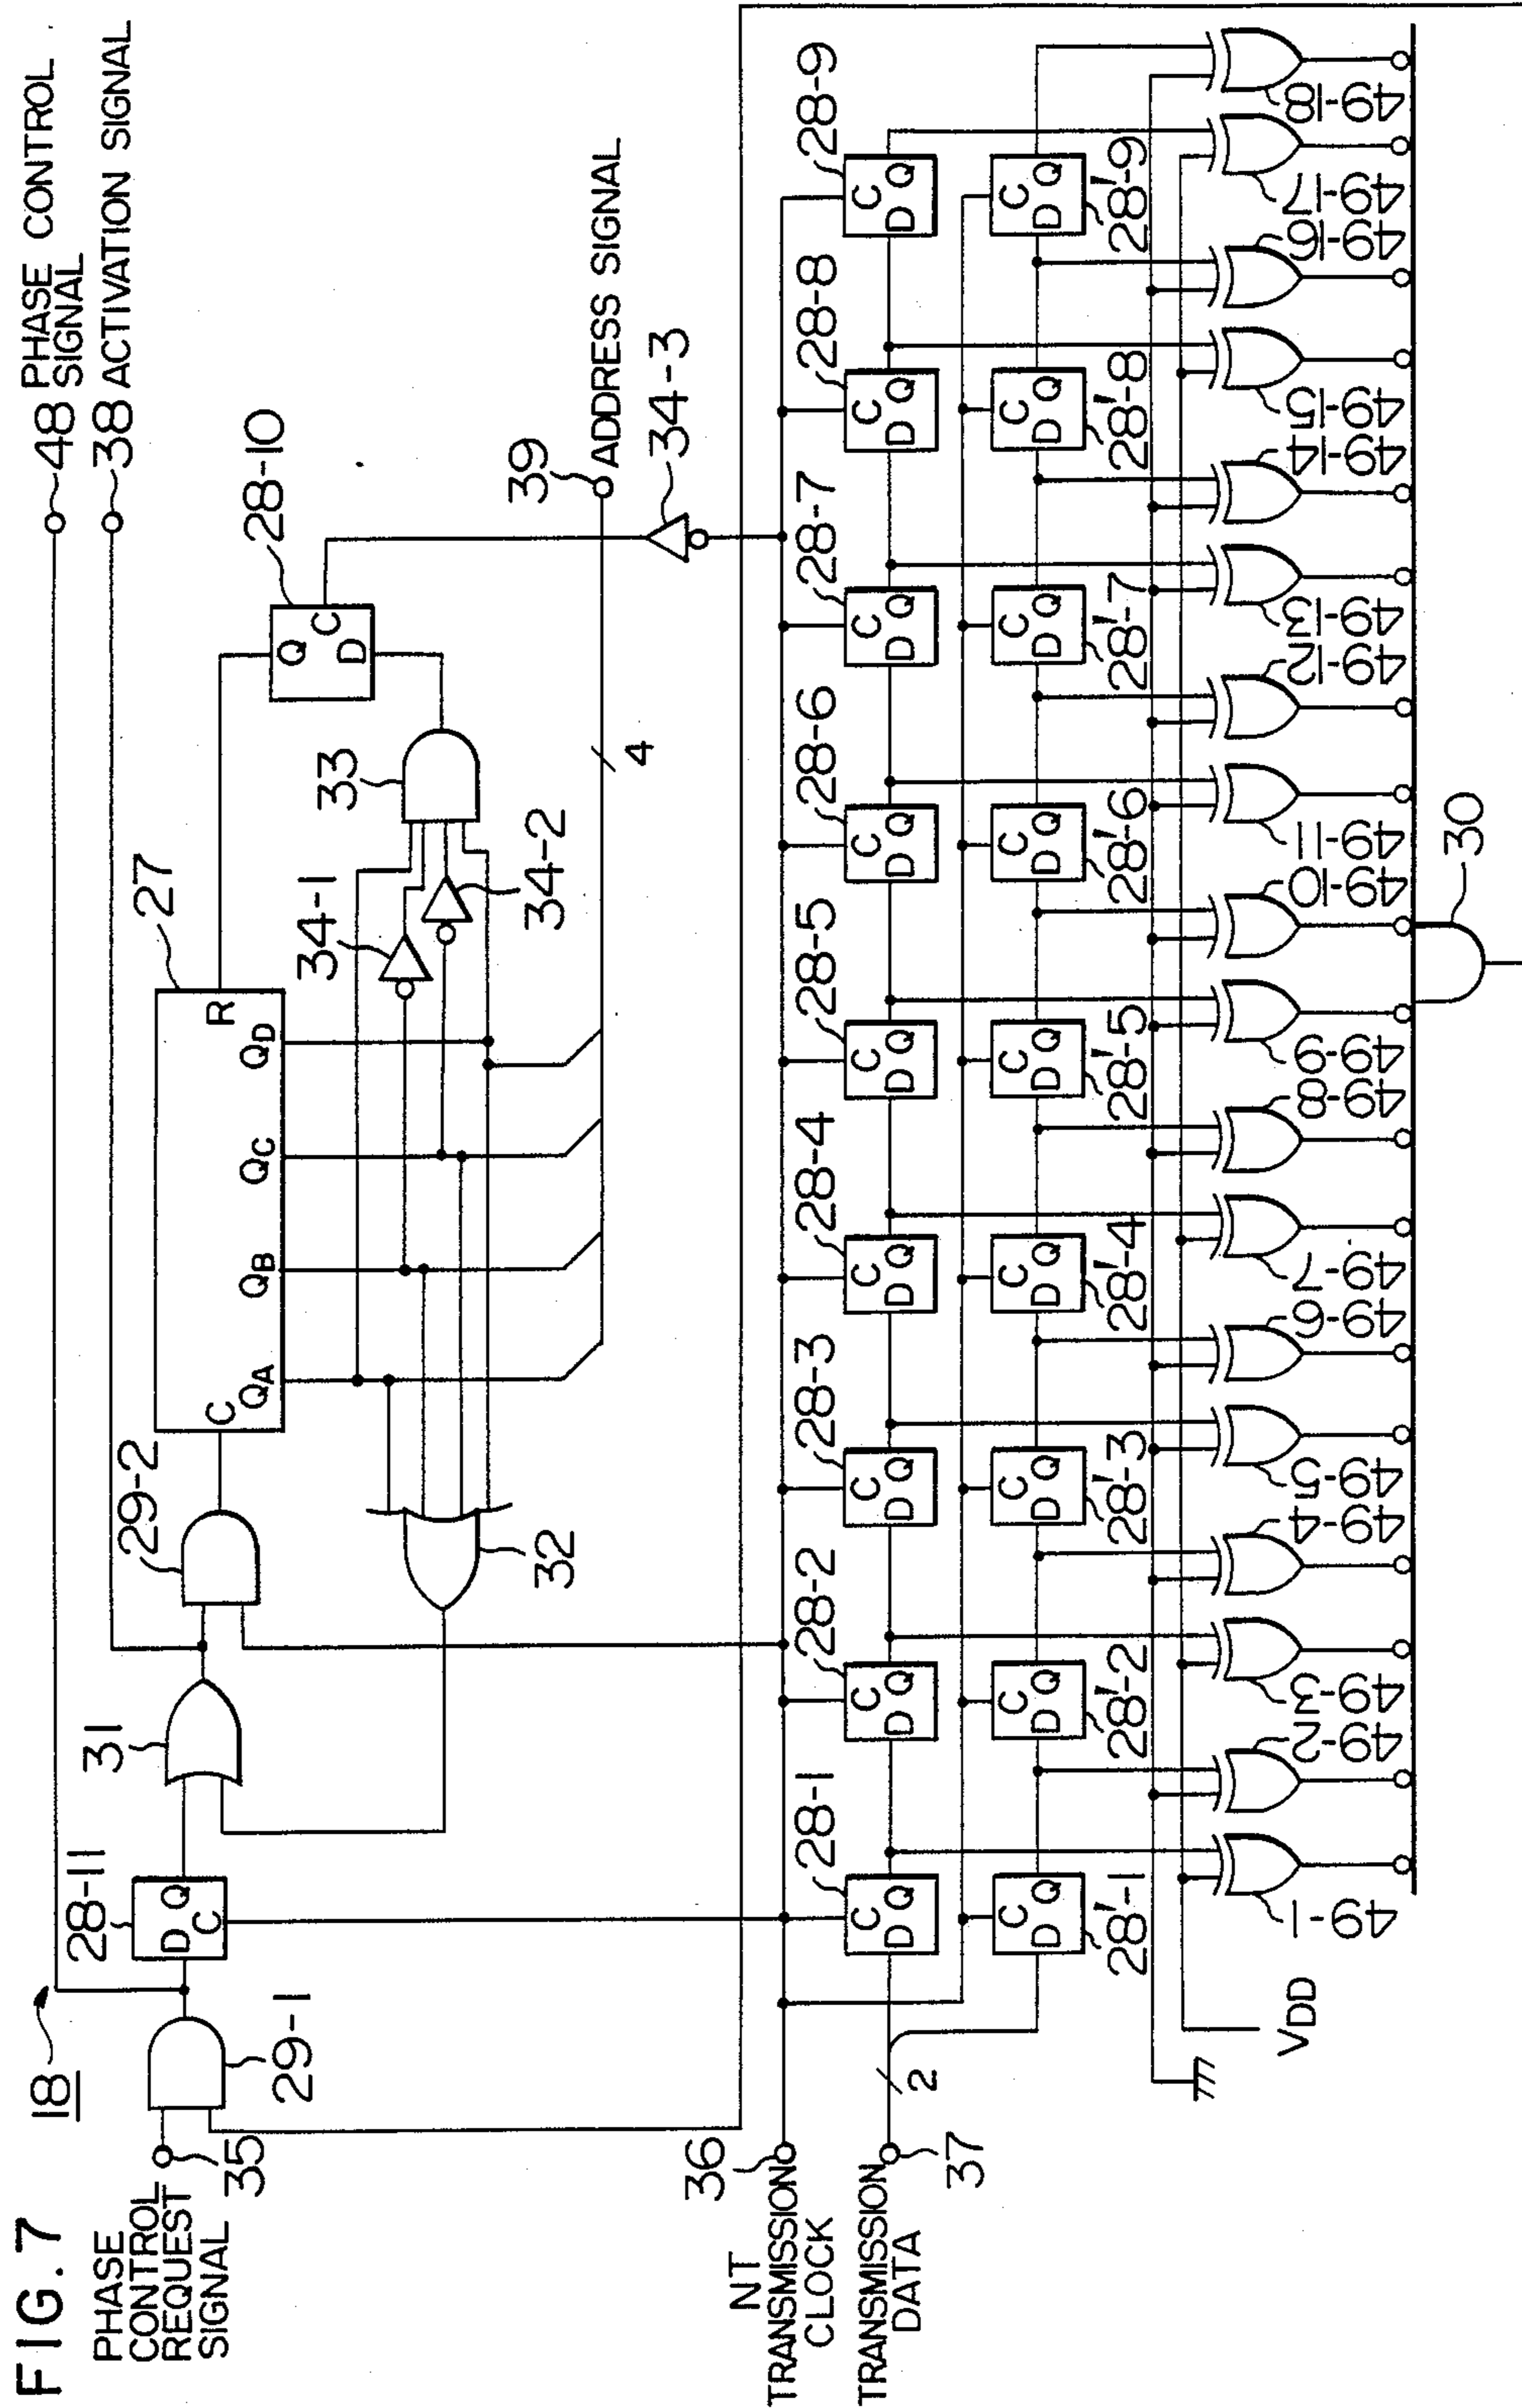 FIG. 7
18
PHASE
CONTROL
REQUEST
SIGNAL
35
29-1
28-11
D Q
C
31
29-2
27
C
R
QA
QB
QC
QD
32
33
34-1
34-2
28-10
Q
C
D
48 PHASE CONTROL
SIGNAL
38 ACTIVATION SIGNAL
4
39
ADDRESS SIGNAL
34-3
NT
TRANSMISSION
CLOCK
36
TRANSMISSION
DATA
37
2
28-1
C
D Q
28-2
C
D Q
28-3
C
D Q
28-4
C
D Q
28-5
C
D Q
28-6
C
D Q
28-7
C
D Q
28-8
C
D Q
28-9
C
D Q
28'-1
C
D Q
28'-2
C
D Q
28'-3
C
D Q
28'-4
C
D Q
28'-5
C
D Q
28'-6
C
D Q
28'-7
C
D Q
28'-8
C
D Q
28'-9
C
D Q
VDD
49-1
49-2
49-3
49-4
49-5
49-6
49-7
49-8
49-9
49-10
49-11
49-12
49-13
49-14
49-15
49-16
49-17
49-18
30